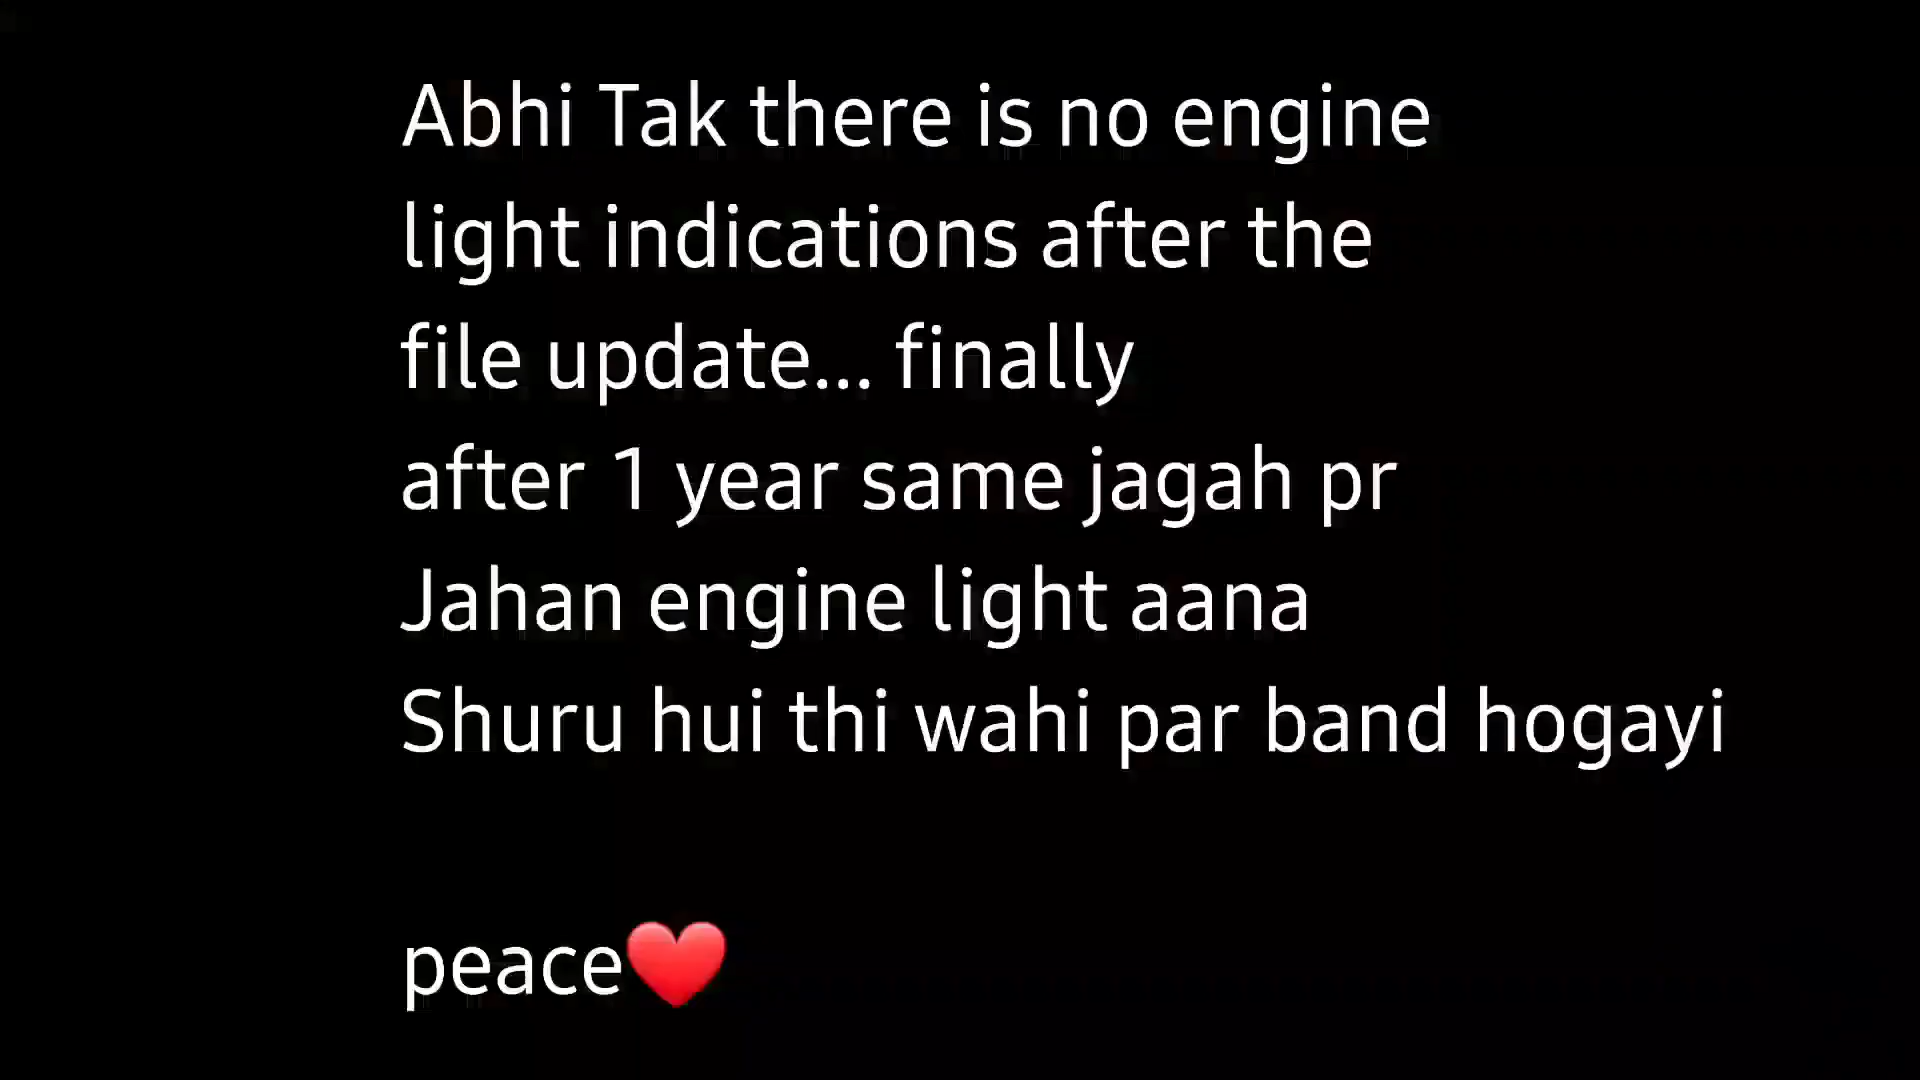 Abhi Tak there is no engine
light indications after the
file update... finally
after 1 year same jagah pr
Jahan engine light aana
Shuru hui thi wahi par band hogayi
peace❤️